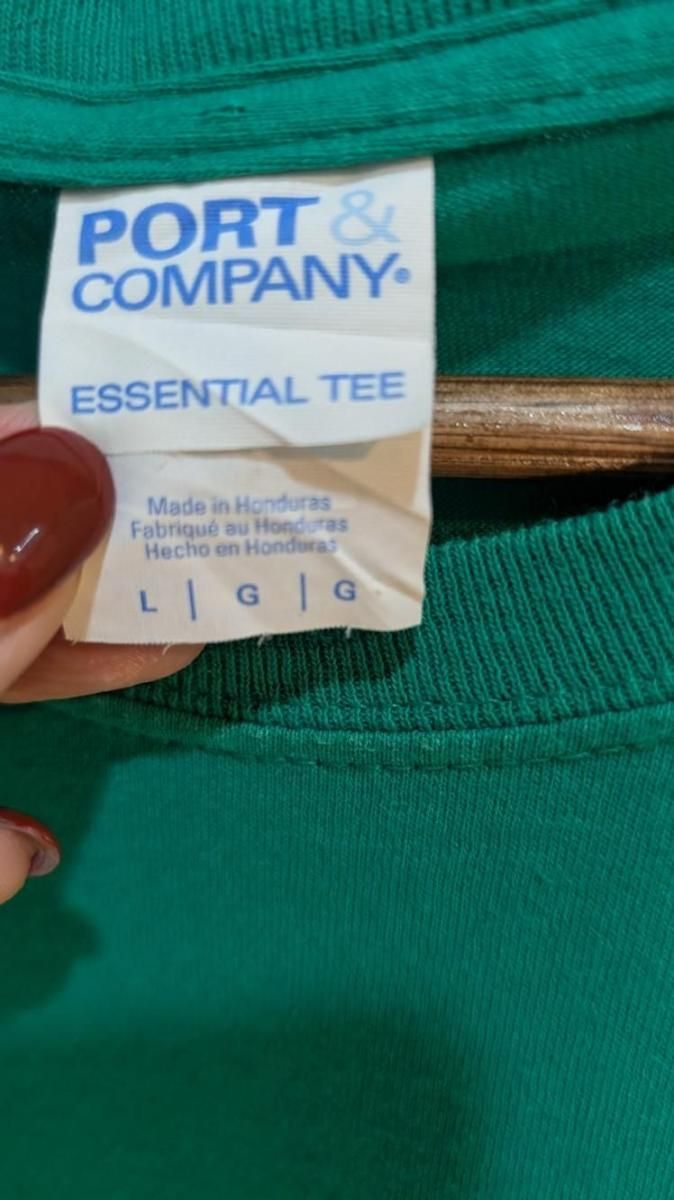 PORT &
COMPANY®
ESSENTIAL TEE
Made in Honduras
Fabriqué au Honduras
Hecho en Honduras
L | G | G